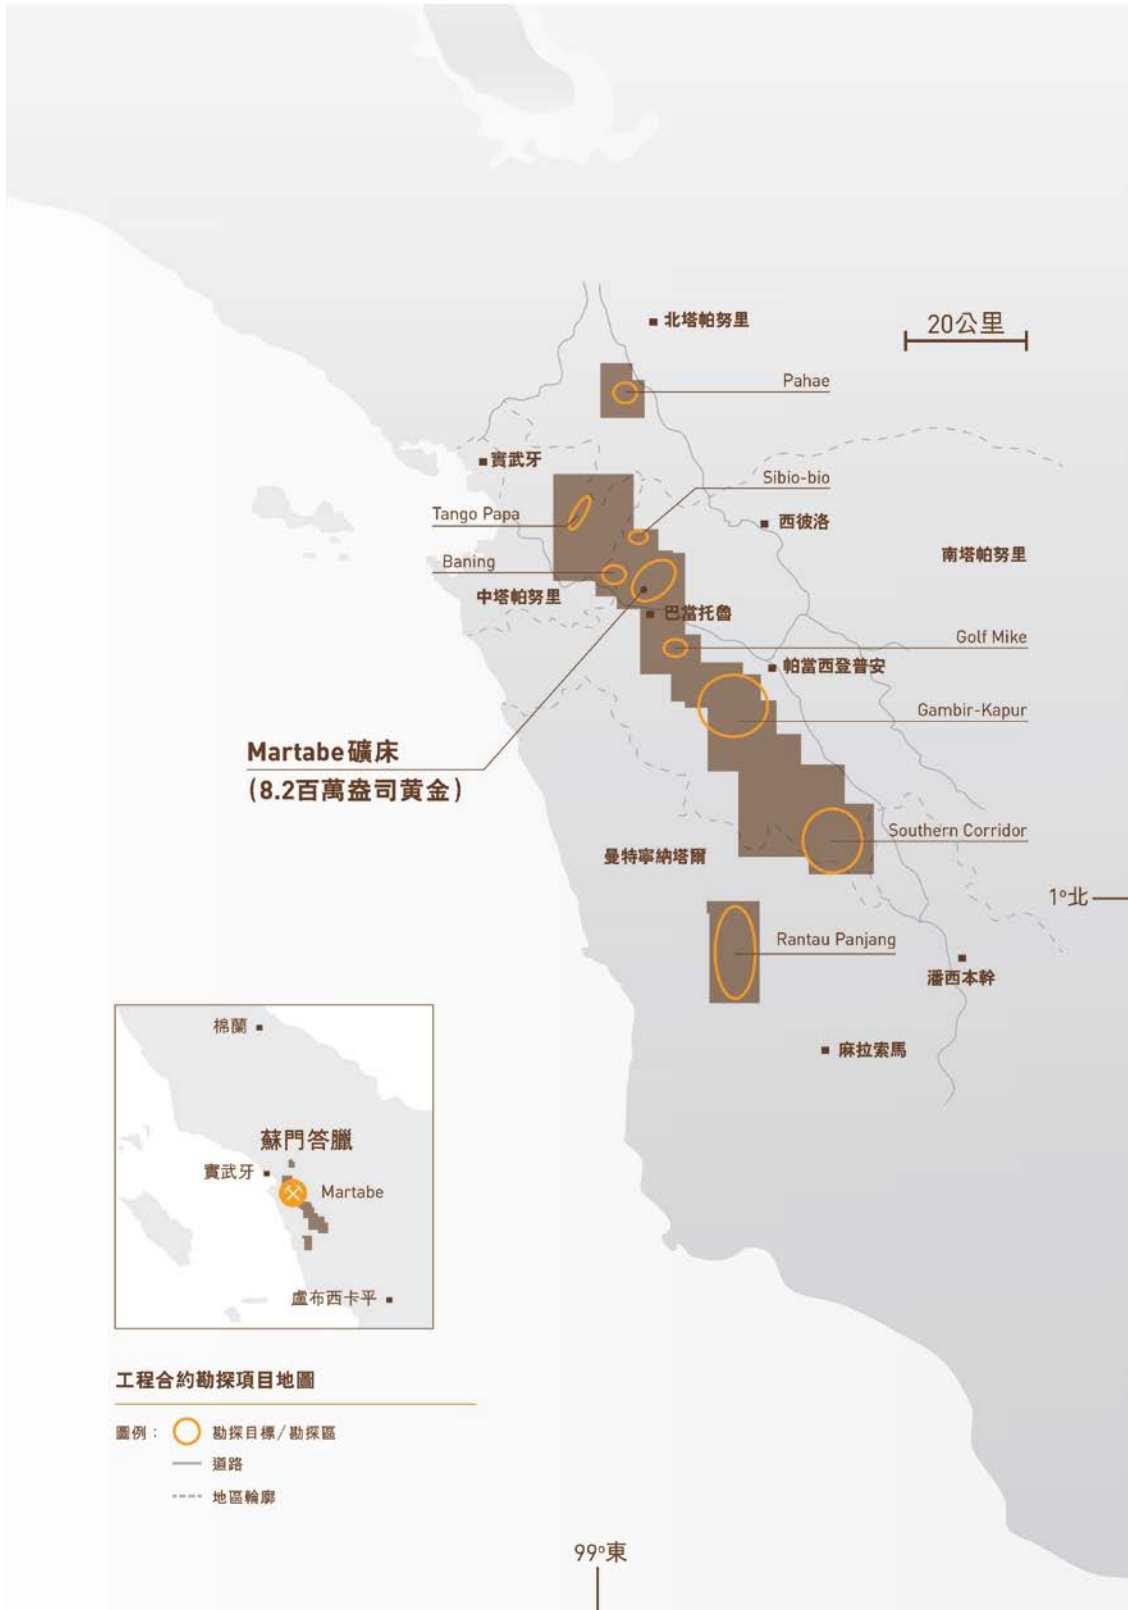 北塔帕努里
20公里
Pahae
實武牙
Sibio-bio
Tango Papa
西彼洛
Baning
南塔帕努里
中塔帕努里
巴當托魯
Golf Mike
帕當西登普安
Gambir-Kapur
Martabe礦床
(8.2百萬盎司黃金)
Southern Corridor
曼特寧納塔爾
1°北
Rantau Panjang
潘西本幹
麻拉索馬
棉蘭
蘇門答臘
實武牙
Martabe
盧布西卡平
工程合約勘探項目地圖
圖例：
勘探目標/勘探區
道路
地區輪廓
99°東